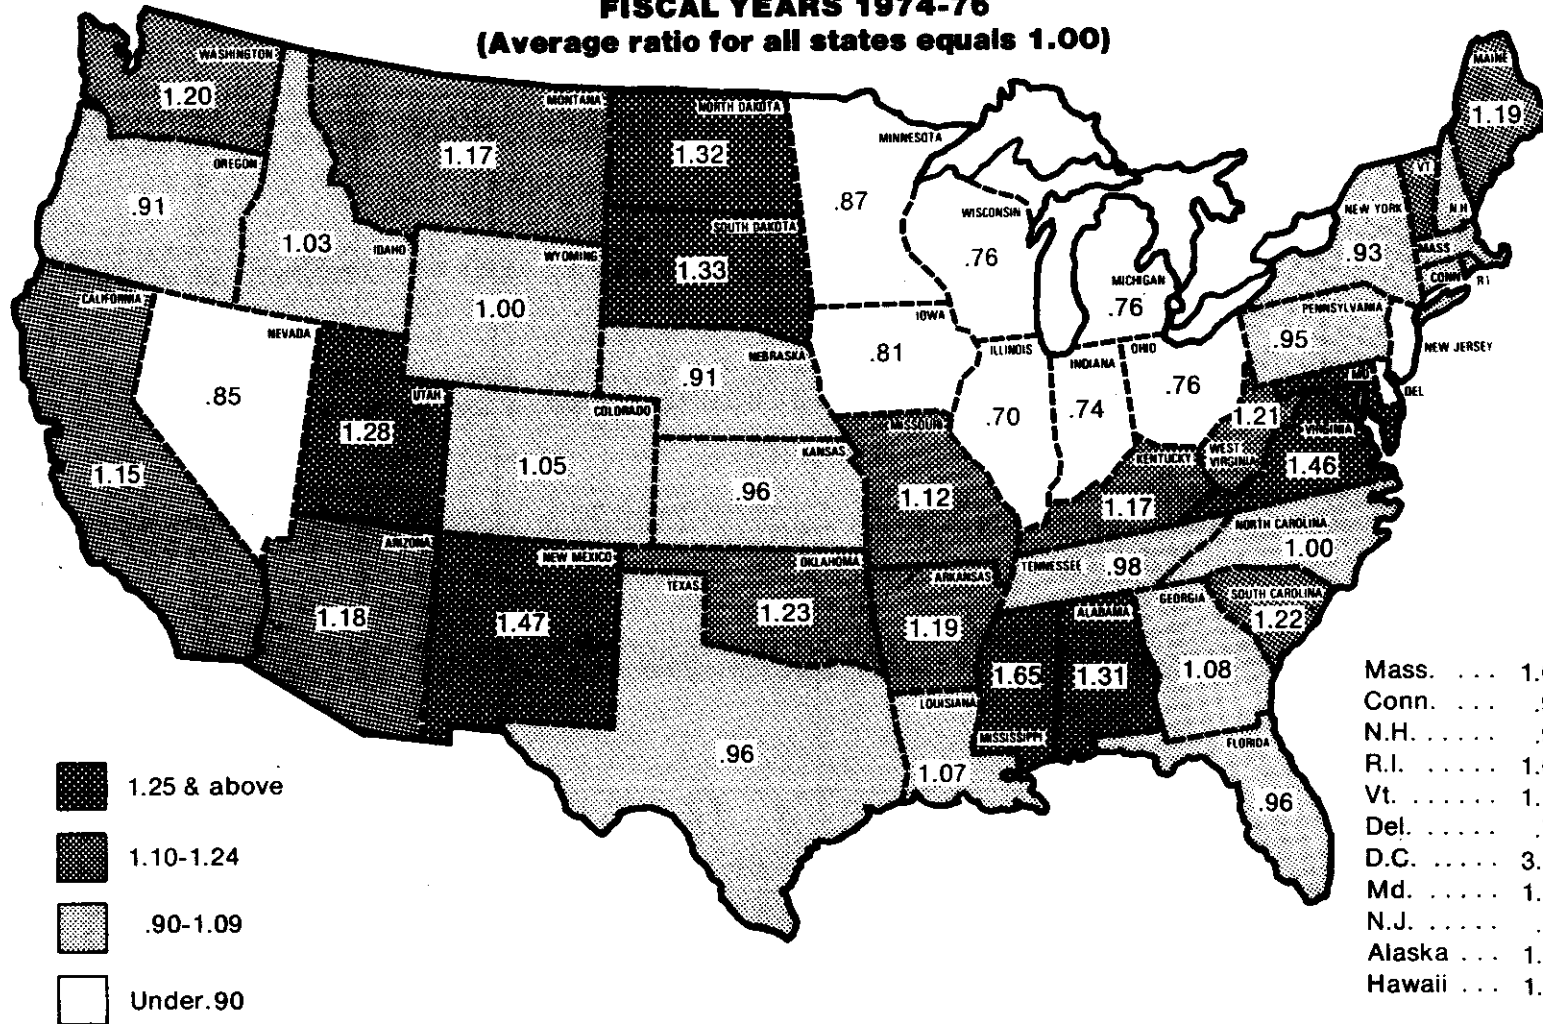 FISCAL YEARS 1974-76
(Average ratio for all states equals 1.00)
WASHINGTON
1.20
OREGON
.91
IDAHO
1.03
MONTANA
1.17
NORTH DAKOTA
1.32
SOUTH DAKOTA
1.33
WYOMING
1.00
MINNESOTA
.87
WISCONSIN
.76
MICHIGAN
.76
IOWA
.81
NEBRASKA
.91
CALIFORNIA
1.15
NEVADA
.85
UTAH
1.28
COLORADO
1.05
KANSAS
.96
MISSOURI
1.12
ILLINOIS
.70
INDIANA
.74
OHIO
.76
KENTUCKY
1.17
WEST VIRGINIA
1.21
VIRGINIA
1.46
MD
DEL
PENNSYLVANIA
.95
NEW JERSEY
NEW YORK
.93
VT
N.H
MAINE
1.19
MASS
CONN
RI
ARIZONA
1.18
NEW MEXICO
1.47
TEXAS
.96
OKLAHOMA
1.23
ARKANSAS
1.19
LOUISIANA
1.07
MISSISSIPPI
1.65
ALABAMA
1.31
TENNESSEE
.98
NORTH CAROLINA
1.00
SOUTH CAROLINA
1.22
GEORGIA
1.08
FLORIDA
.96
1.25 & above
1.10-1.24
.90-1.09
Under .90
Mass. . . . 1.
Conn. . . . .
N.H. . . . . . .
R.I. . . . . . 1.
Vt. . . . . . . 1.
Del. . . . . . .
D.C. . . . . . 3.
Md. . . . . . 1.
N.J. . . . . . .
Alaska . . . 1.
Hawaii . . . 1.